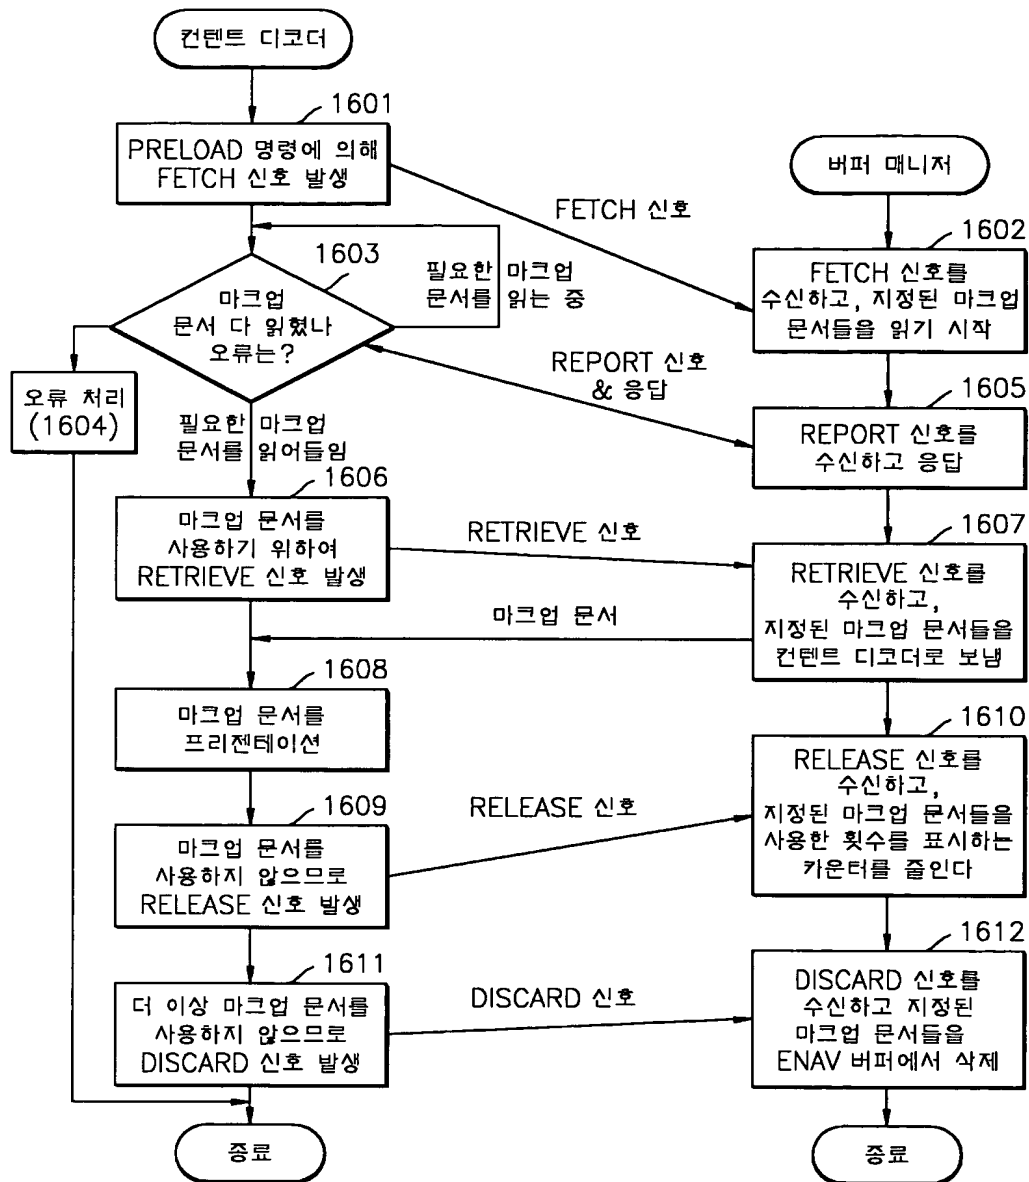 컨텐트 디코더
1601
PRELOAD 명령에 의해
FETCH 신호 발생
버퍼 매니저
FETCH 신호
1602
FETCH 신호를
수신하고, 지정된 마크업
문서들을 읽기 시작
1603
마크업
문서 다 읽혔나
오류는?
필요한 마크업
문서를 읽는 중
REPORT 신호
& 응답
오류 처리
(1604)
1605
REPORT 신호를
수신하고 응답
필요한 마크업
문서를 읽어들임
1606
마크업 문서를
사용하기 위하여
RETRIEVE 신호 발생
RETRIEVE 신호
1607
RETRIEVE 신호를
수신하고,
지정된 마크업 문서들을
컨텐트 디코더로 보냄
마크업 문서
1608
마크업 문서를
프리젠테이션
1609
마크업 문서를
사용하지 않으므로
RELEASE 신호 발생
RELEASE 신호
1610
RELEASE 신호를
수신하고,
지정된 마크업 문서들을
사용한 횟수를 표시하는
카운터를 줄인다
1611
더 이상 마크업 문서를
사용하지 않으므로
DISCARD 신호 발생
DISCARD 신호
1612
DISCARD 신호를
수신하고 지정된
마크업 문서들을
ENAV 버퍼에서 삭제
종료
종료